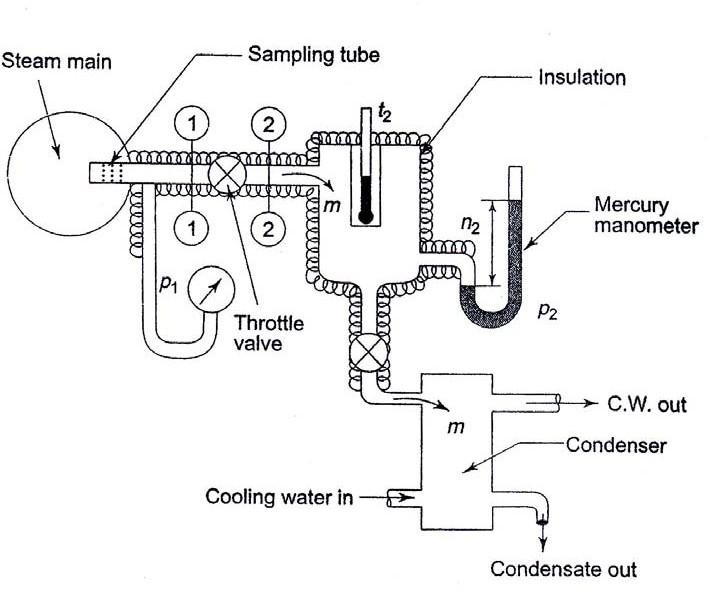 Steam main
Sampling tube
Insulation
t2
1
2
m
n2
Mercury
manometer
1
2
p1
p2
Throttle
valve
C.W. out
m
Condenser
Cooling water in
Condensate out